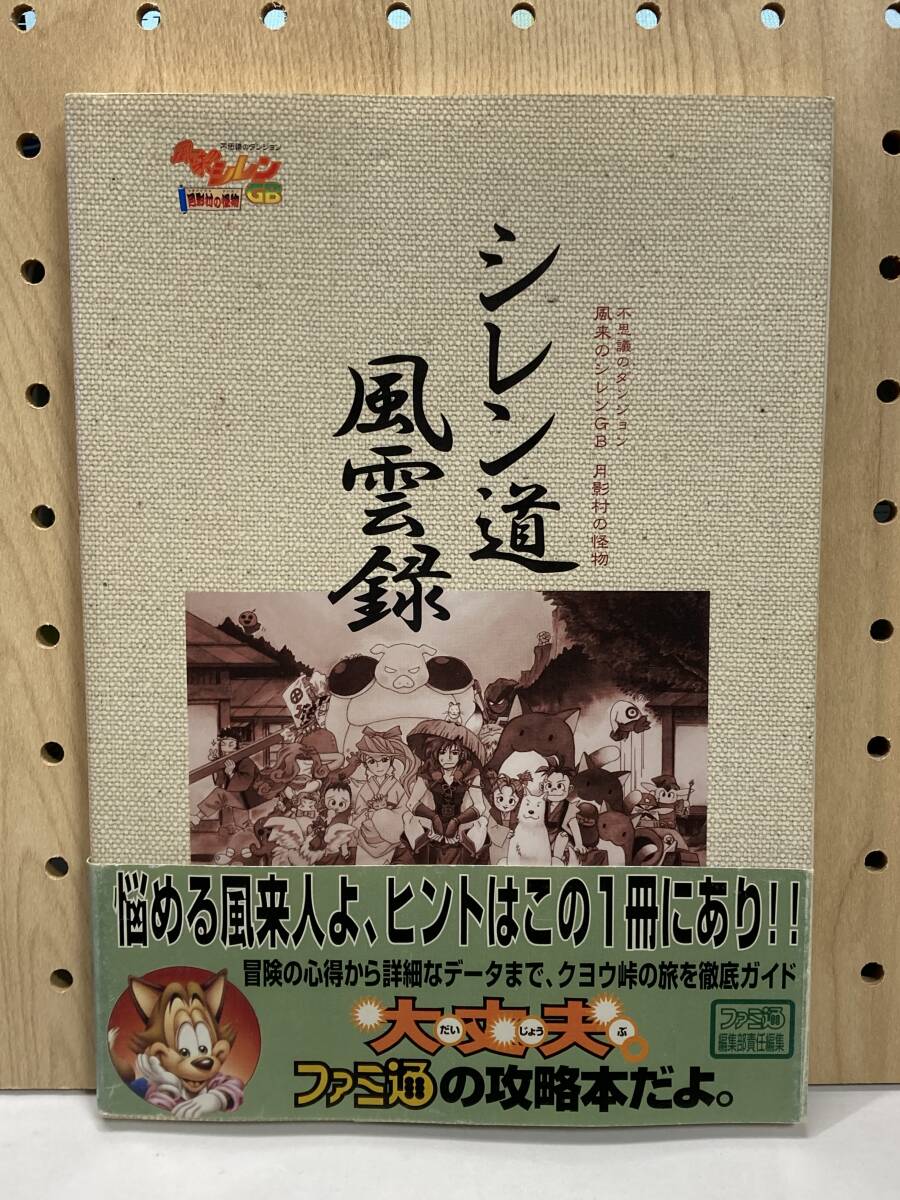 不思議のダンジョン
風来のシレン
GB
月影村の怪物
不思議のダンジョン
風来のシレンGB 月影村の怪物
シレン道
風雲録
悩める風来人よ、ヒントはこの1冊にあり!!
冒険の心得から詳細なデータまで、クヨウ峠の旅を徹底ガイド
大丈夫。
だい じょう ぶ
ファミ通の攻略本だよ。
ファミ通
編集部責任編集